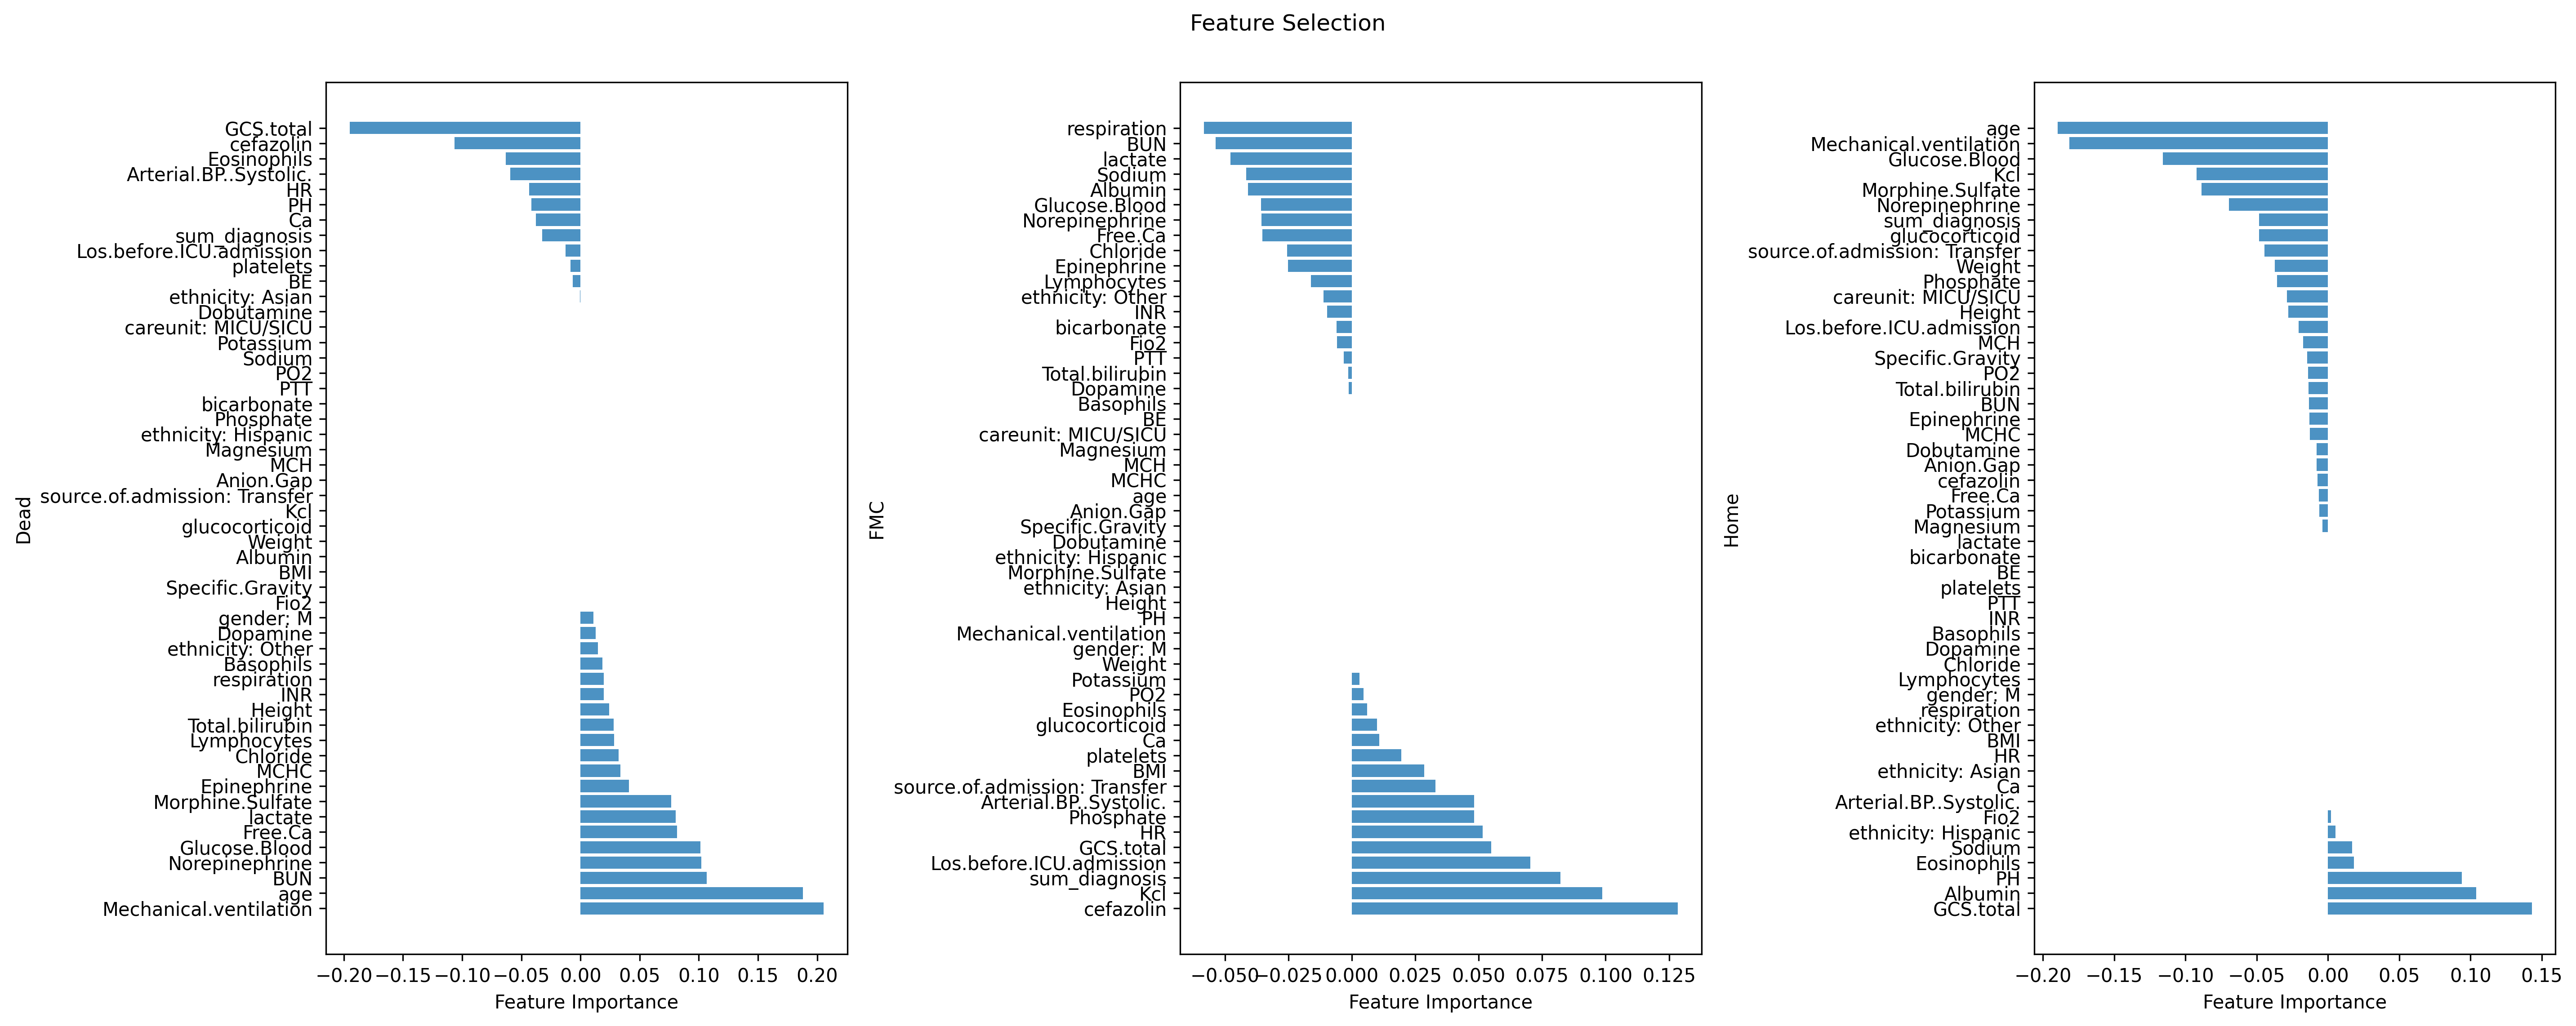 Feature Selection
Dead
GCS.total
cefazolin
Eosinophils
Arterial.BP..Systolic.
HR
PH
Ca
sum_diagnosis
Los.before.ICU.admission
platelets
BE
ethnicity: Asian
Dobutamine
careunit: MICU/SICU
Potassium
Sodium
PO2
PTT
bicarbonate
Phosphate
ethnicity: Hispanic
Magnesium
MCH
Anion.Gap
source.of.admission: Transfer
Kcl
glucocorticoid
Weight
Albumin
BMI
Specific.Gravity
Fio2
gender: M
Dopamine
ethnicity: Other
Basophils
respiration
INR
Height
Total.bilirubin
Lymphocytes
Chloride
MCHC
Epinephrine
Morphine.Sulfate
lactate
Free.Ca
Glucose.Blood
Norepinephrine
BUN
age
Mechanical.ventilation
−0.20 −0.15 −0.10 −0.05 0.00 0.05 0.10 0.15 0.20
Feature Importance
FMC
respiration
BUN
lactate
Sodium
Albumin
Glucose.Blood
Norepinephrine
Free.Ca
Chloride
Epinephrine
Lymphocytes
ethnicity: Other
INR
bicarbonate
Fio2
PTT
Total.bilirubin
Dopamine
Basophils
BE
careunit: MICU/SICU
Magnesium
MCH
MCHC
age
Anion.Gap
Specific.Gravity
Dobutamine
ethnicity: Hispanic
Morphine.Sulfate
ethnicity: Asian
Height
PH
Mechanical.ventilation
gender: M
Weight
Potassium
PO2
Eosinophils
glucocorticoid
Ca
platelets
BMI
source.of.admission: Transfer
Arterial.BP..Systolic.
Phosphate
HR
GCS.total
Los.before.ICU.admission
sum_diagnosis
Kcl
cefazolin
−0.050 −0.025 0.000 0.025 0.050 0.075 0.100 0.125
Feature Importance
Home
age
Mechanical.ventilation
Glucose.Blood
Kcl
Morphine.Sulfate
Norepinephrine
sum_diagnosis
glucocorticoid
source.of.admission: Transfer
Weight
Phosphate
careunit: MICU/SICU
Height
Los.before.ICU.admission
MCH
Specific.Gravity
PO2
Total.bilirubin
BUN
Epinephrine
MCHC
Dobutamine
Anion.Gap
cefazolin
Free.Ca
Potassium
Magnesium
lactate
bicarbonate
BE
platelets
PTT
INR
Basophils
Dopamine
Chloride
Lymphocytes
gender: M
respiration
ethnicity: Other
BMI
HR
ethnicity: Asian
Ca
Arterial.BP..Systolic.
Fio2
ethnicity: Hispanic
Sodium
Eosinophils
PH
Albumin
GCS.total
−0.20 −0.15 −0.10 −0.05 0.00 0.05 0.10 0.15
Feature Importance